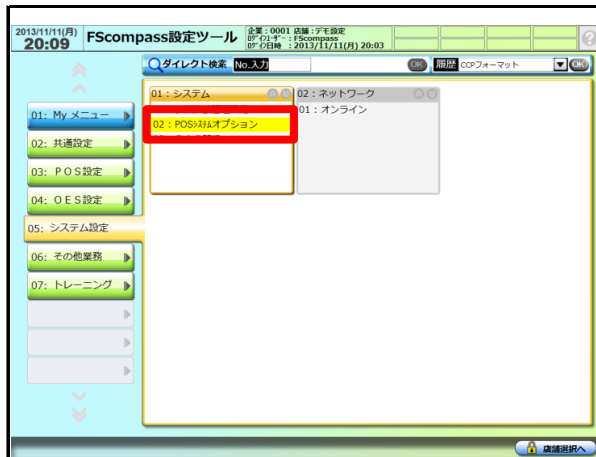 2013/11/11(月)
20:09
FScompass設定ツール
企業:0001 店舗:デモ設定
ﾛｸﾞｲﾝﾕｰｻﾞｰ:FScompass
ﾛｸﾞｲﾝ日時 :2013/11/11(月) 20:03
ダイレクト検索 No.入力 OK 履歴 CCPフォーマット OK
01:システム
02:ネットワーク
02:POSｼｽﾃﾑオプション
01:オンライン
01: My メニュー
02: 共通設定
03: POS設定
04: OES設定
05: システム設定
06: その他業務
07: トレーニング
店舗選択へ